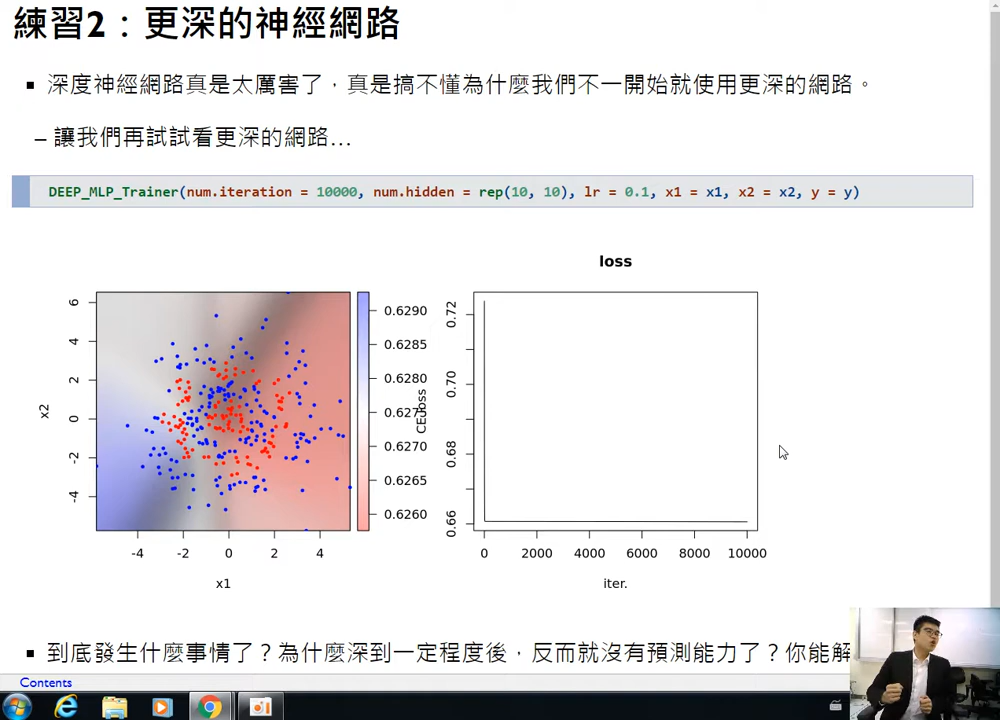 練習2：更深的神經網路
▪ 深度神經網路真是太厲害了，真是搞不懂為什麼我們不一開始就使用更深的網路。
– 讓我們再試試看更深的網路…
DEEP_MLP_Trainer(num.iteration = 10000, num.hidden = rep(10, 10), lr = 0.1, x1 = x1, x2 = x2, y = y)
loss
6
4
2
0
-2
-4
x2
-4 -2 0 2 4
x1
0.6290
0.6285
0.6280
0.6275
0.6270
0.6265
0.6260
CE loss
0.72
0.70
0.68
0.66
0 2000 4000 6000 8000 10000
iter.
▪ 到底發生什麼事情了？為什麼深到一定程度後，反而就沒有預測能力了？你能解
Contents